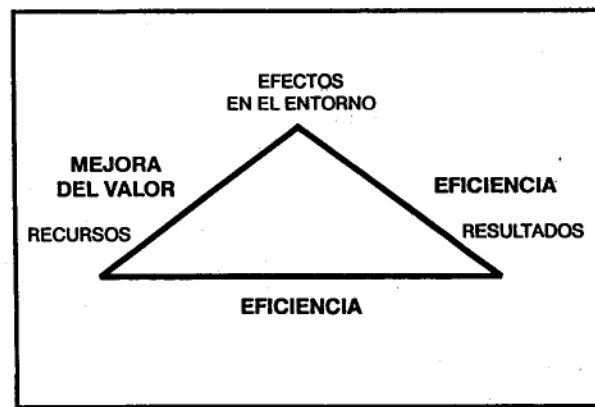 EFECTOS
EN EL ENTORNO
MEJORA
DEL VALOR
EFICIENCIA
RECURSOS
RESULTADOS
EFICIENCIA